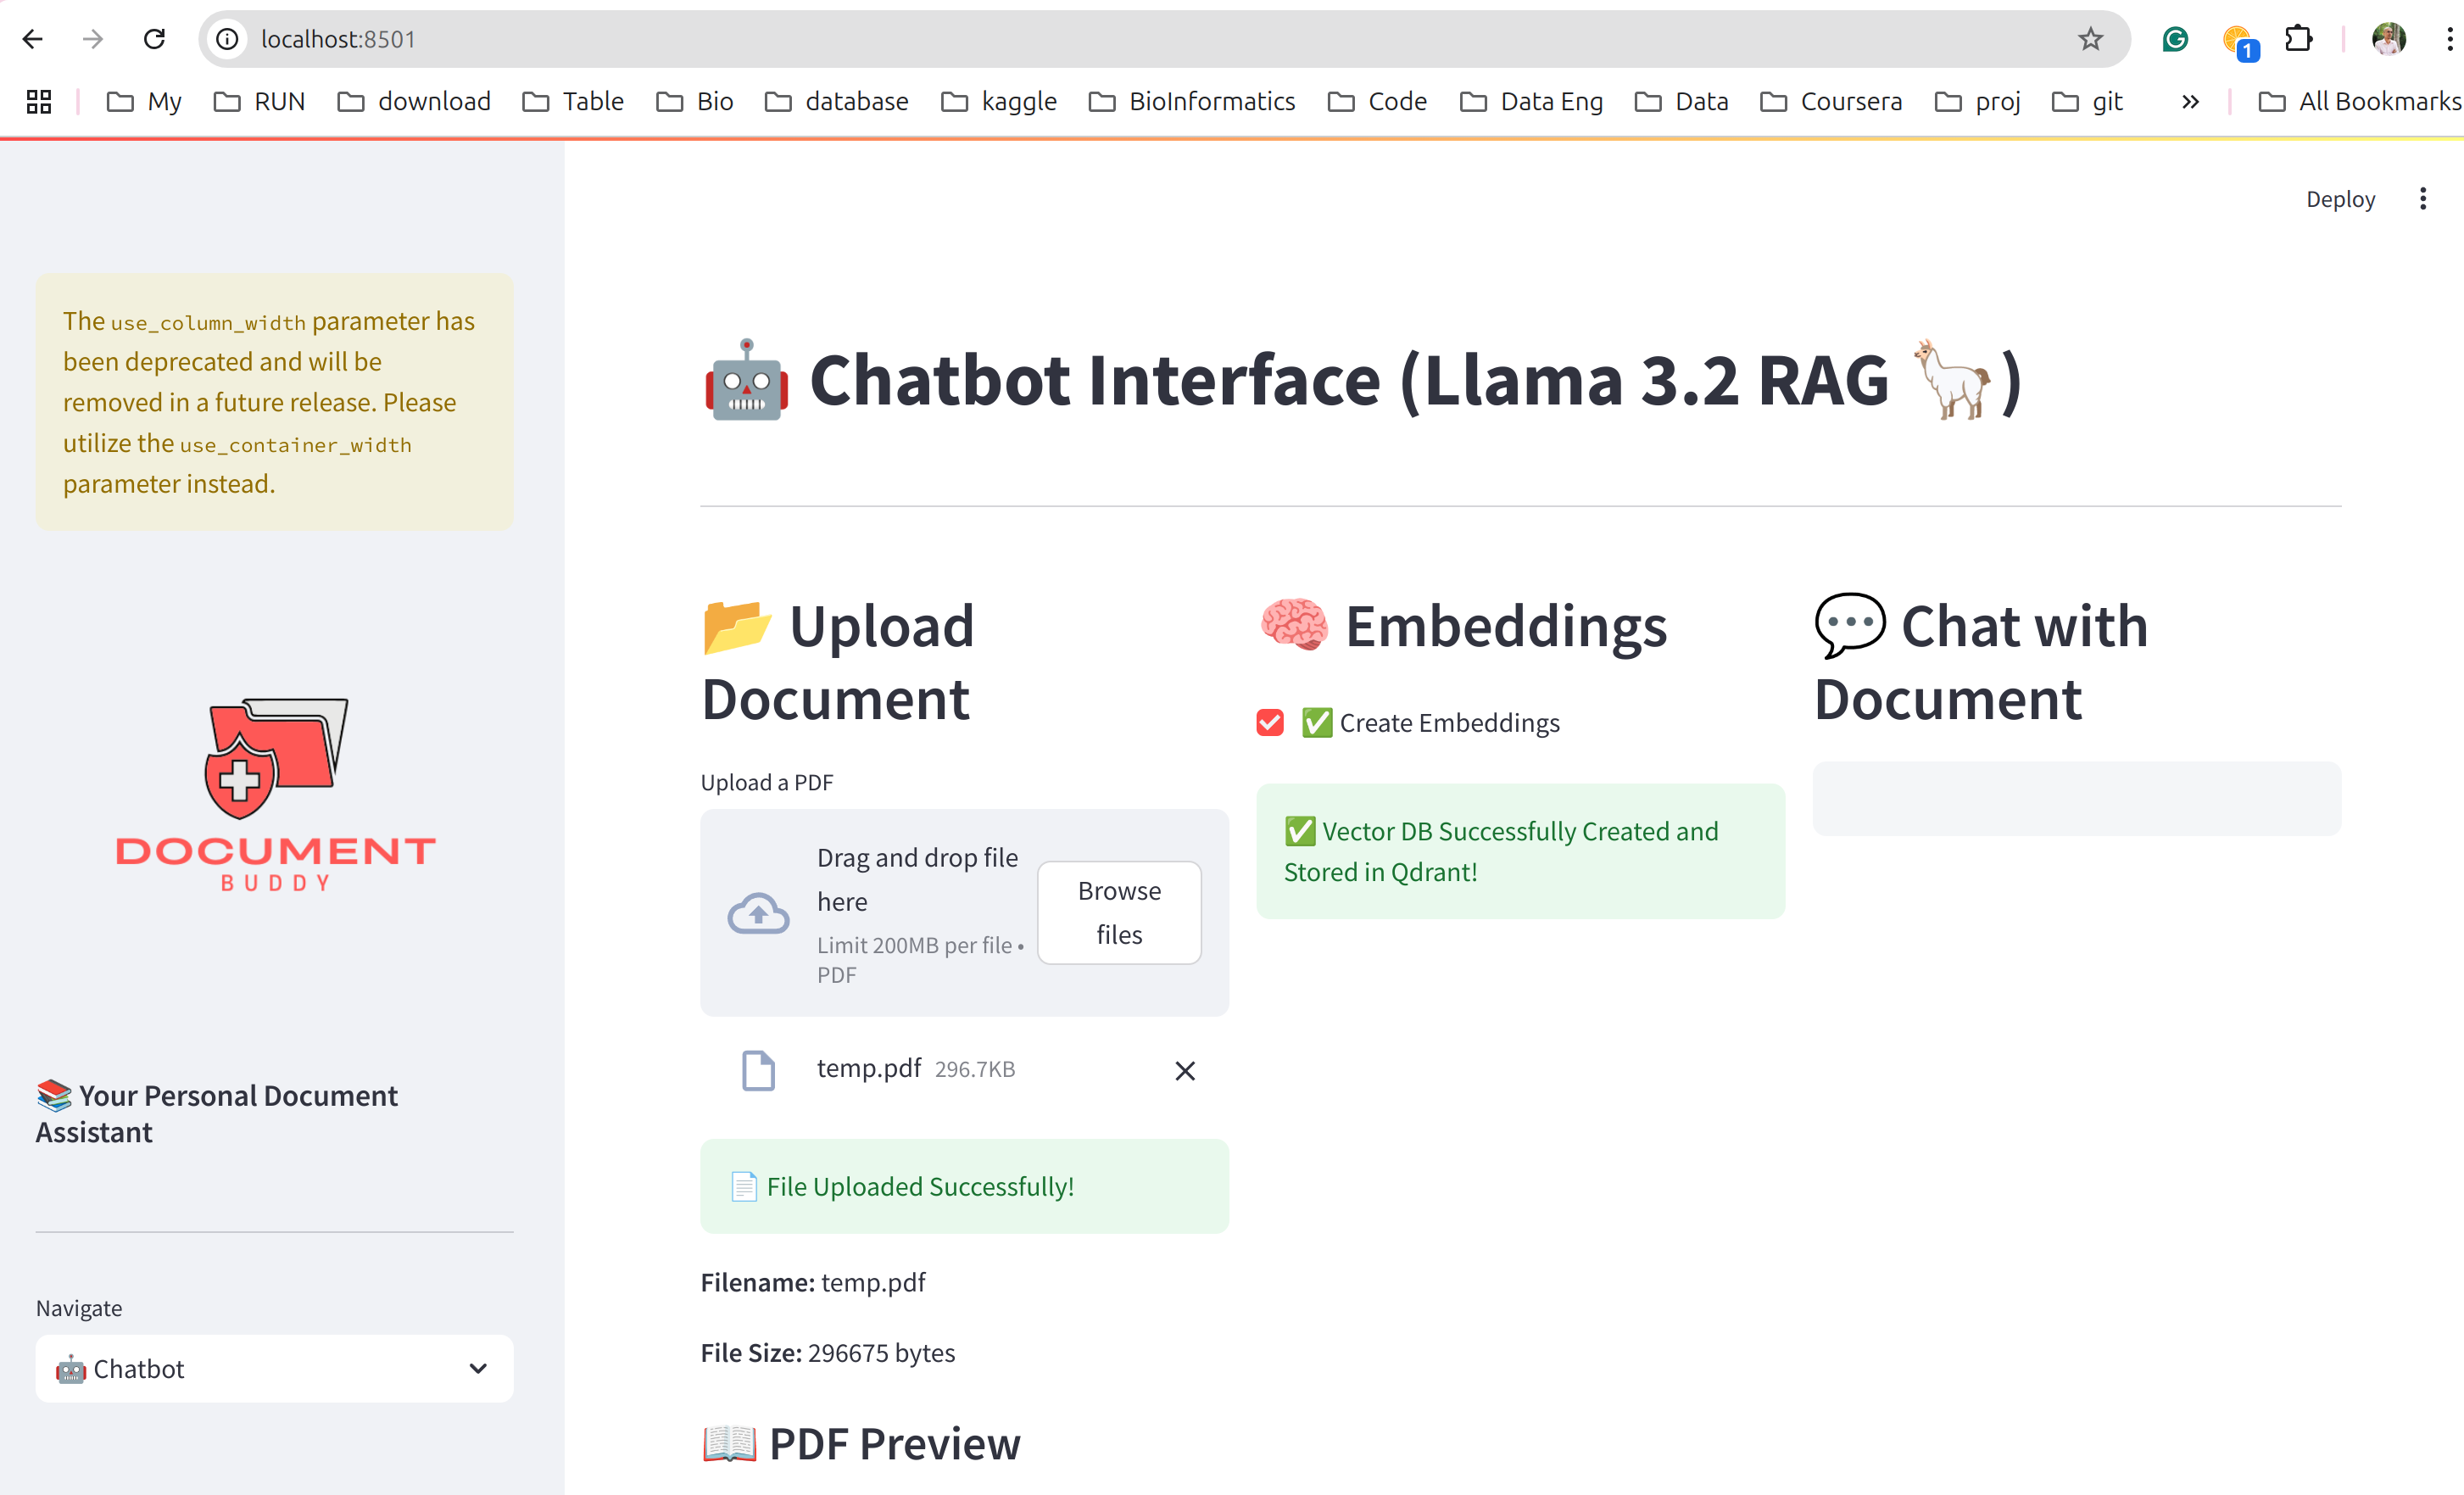 localhost:8501
1
My RUN download Table Bio database kaggle BioInformatics Code Data Eng Data Coursera proj git » All Bookmarks
Deploy
The use_column_width parameter has
been deprecated and will be
removed in a future release. Please
utilize the use_container_width
parameter instead.
DOCUMENT
BUDDY
📚 Your Personal Document
Assistant
Navigate
🤖 Chatbot
🤖 Chatbot Interface (Llama 3.2 RAG 🦙)
📂 Upload
Document
Upload a PDF
Drag and drop file
here
Limit 200MB per file •
PDF
Browse
files
temp.pdf 296.7KB
📄 File Uploaded Successfully!
Filename: temp.pdf
File Size: 296675 bytes
📖 PDF Preview
🧠 Embeddings
✅ Create Embeddings
✅ Vector DB Successfully Created and
Stored in Qdrant!
💬 Chat with
Document